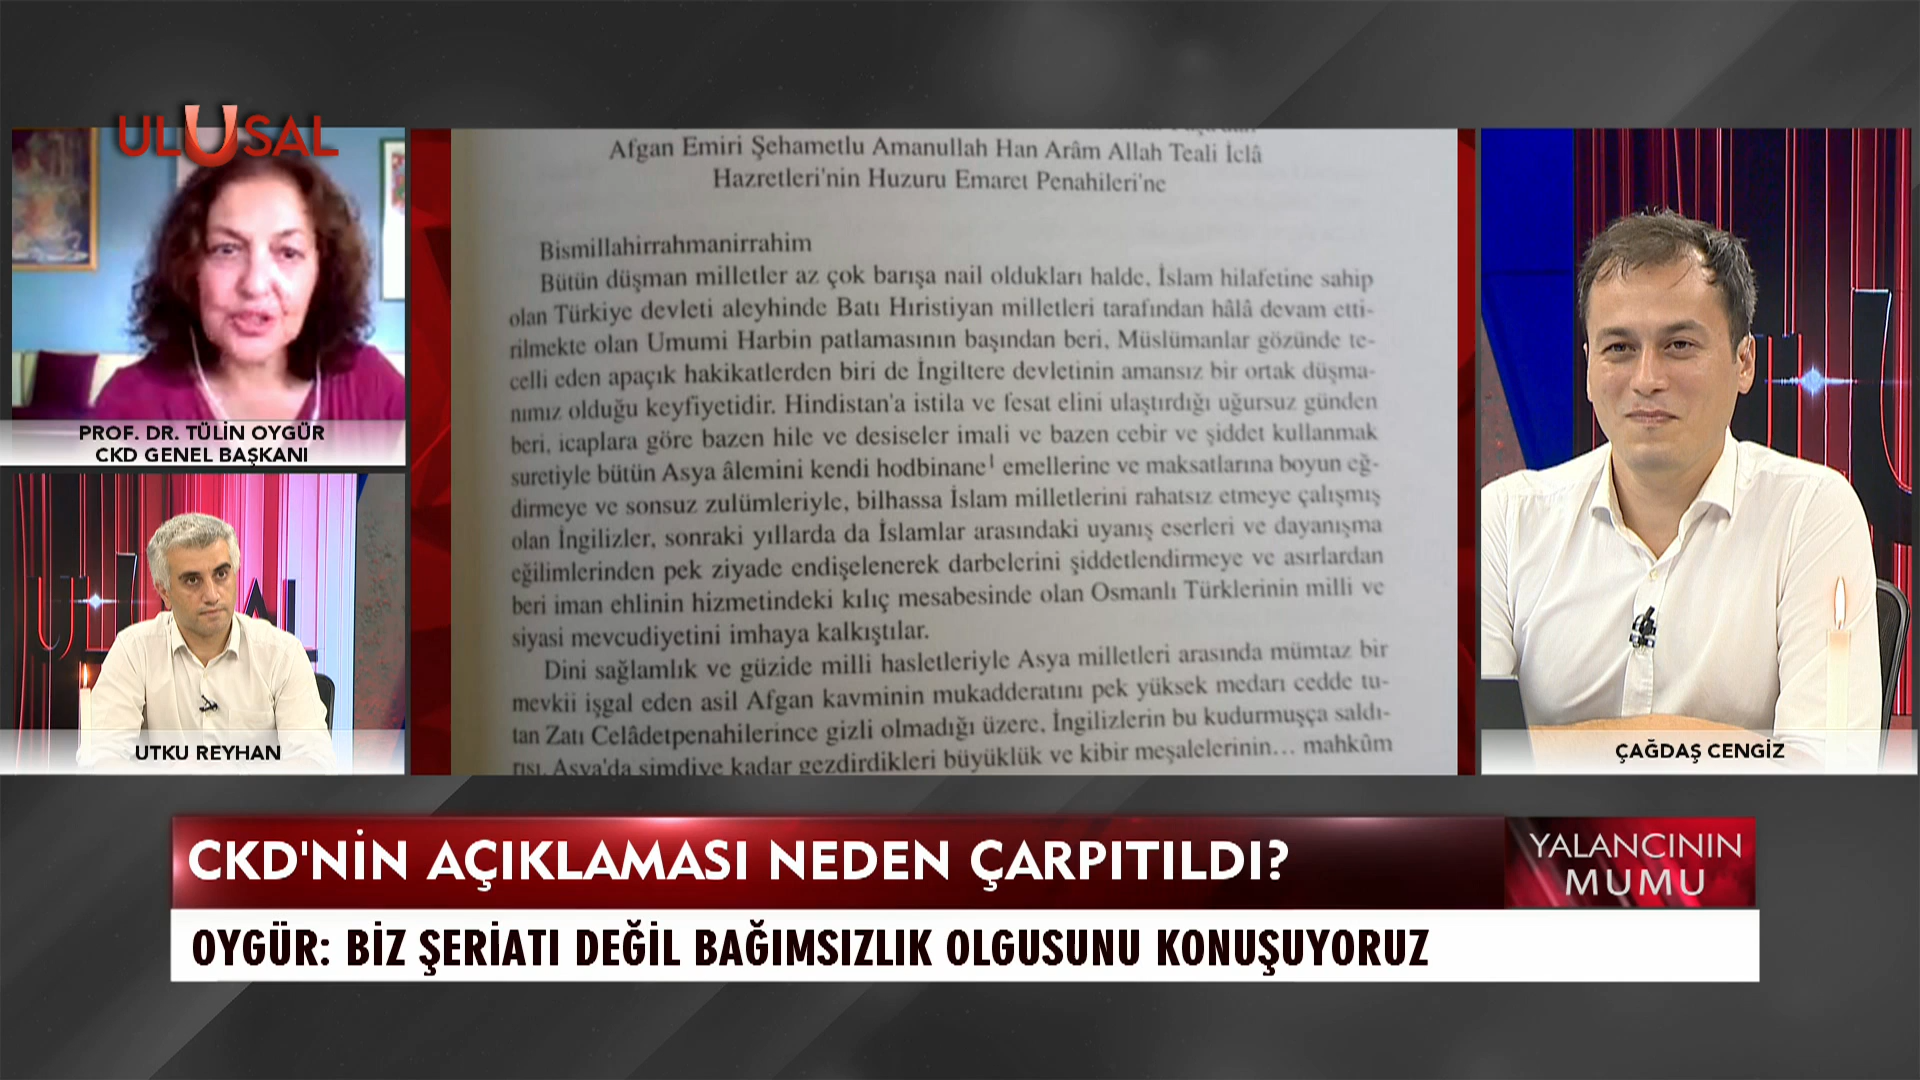 ULUSAL
PROF. DR. TÜLİN OYGÜR
CKD GENEL BAŞKANI
UTKU REYHAN
Afgan Emiri Şehametlu Amanullah Han Arâm Allah Teali İclâ
Hazretleri'nin Huzuru Emaret Penahileri'ne
Bismillahirrahmanirrahim
Bütün düşman milletler az çok barışa nail oldukları halde, İslam hilafetine sahip
olan Türkiye devleti aleyhinde Batı Hıristiyan milletleri tarafından hâlâ devam etti-
rilmekte olan Umumi Harbin patlamasının başından beri, Müslümanlar gözünde te-
celli eden apaçık hakikatlerden biri de İngiltere devletinin amansız bir ortak düşma-
nımız olduğu keyfiyetidir. Hindistan'a istila ve fesat elini ulaştırdığı uğursuz günden
beri, icaplara göre bazen hile ve desiseler imali ve bazen cebir ve şiddet kullanmak
suretiyle bütün Asya âlemini kendi hodbinane¹ emellerine ve maksatlarına boyun eğ-
dirmeye ve sonsuz zulümleriyle, bilhassa İslam milletlerini rahatsız etmeye çalışmış
olan İngilizler, sonraki yıllarda da İslamlar arasındaki uyanış eserleri ve dayanışma
eğilimlerinden pek ziyade endişelenerek darbelerini şiddetlendirmeye ve asırlardan
beri iman ehlinin hizmetindeki kılıç mesabesinde olan Osmanlı Türklerinin milli ve
siyasi mevcudiyetini imhaya kalkıştılar.
Dini sağlamlık ve güzide milli hasletleriyle Asya milletleri arasında mümtaz bir
mevkii işgal eden asil Afgan kavminin mukadderatını pek yüksek medarı cedde tu-
tan Zatı Celâdetpenahilerince gizli olmadığı üzere, İngilizlerin bu kudurmuşça saldı-
rısı, Asya'da şimdiye kadar gezdirdikleri büyüklük ve kibir meşalelerinin... mahkûm
ÇAĞDAŞ CENGİZ
CKD'NİN AÇIKLAMASI NEDEN ÇARPITILDI?
YALANCININ
MUMU
OYGÜR: BİZ ŞERİATI DEĞİL BAĞIMSIZLIK OLGUSUNU KONUŞUYORUZ